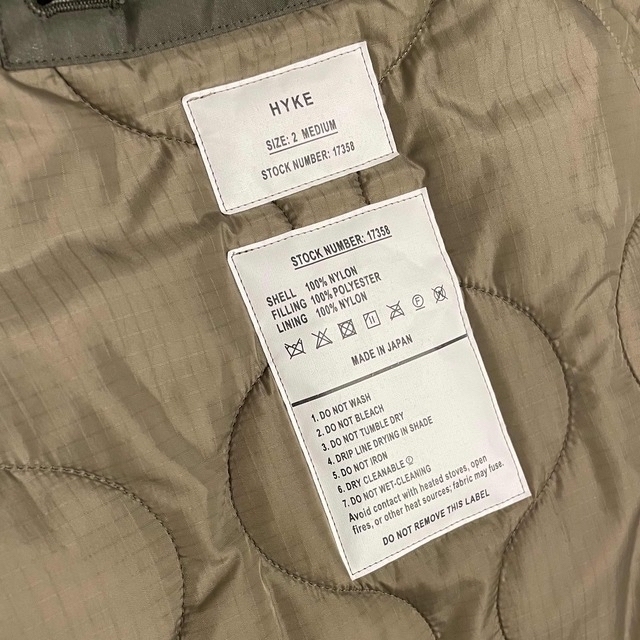 HYKE
SIZE: 2 MEDIUM
STOCK NUMBER: 17358
STOCK NUMBER: 17358
SHELL 100% NYLON
FILLING 100% POLYESTER
LINING 100% NYLON
MADE IN JAPAN
1. DO NOT WASH
2. DO NOT BLEACH
3. DO NOT TUMBLE DRY
4. DRIP LINE DRYING IN SHADE
5. DO NOT IRON
6. DRY CLEANABLE Ⓕ
7. DO NOT WET-CLEANING
Avoid contact with heated stoves, open
fires, or other heat sources; fabric may fuse.
DO NOT REMOVE THIS LABEL